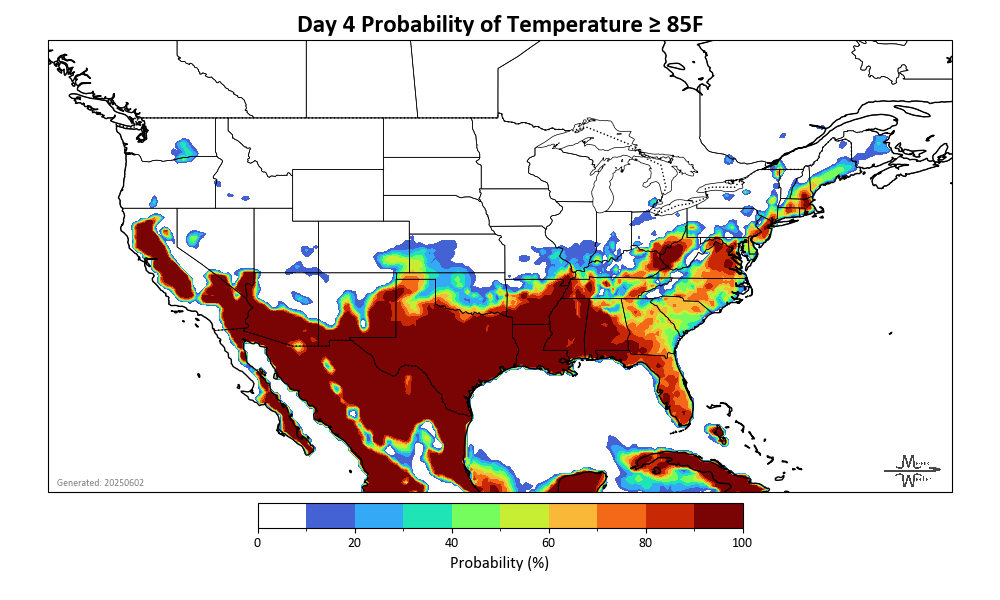 Day 4 Probability of Temperature ≥ 85F
Generated: 20250602
0 20 40 60 80 100
Probability (%)